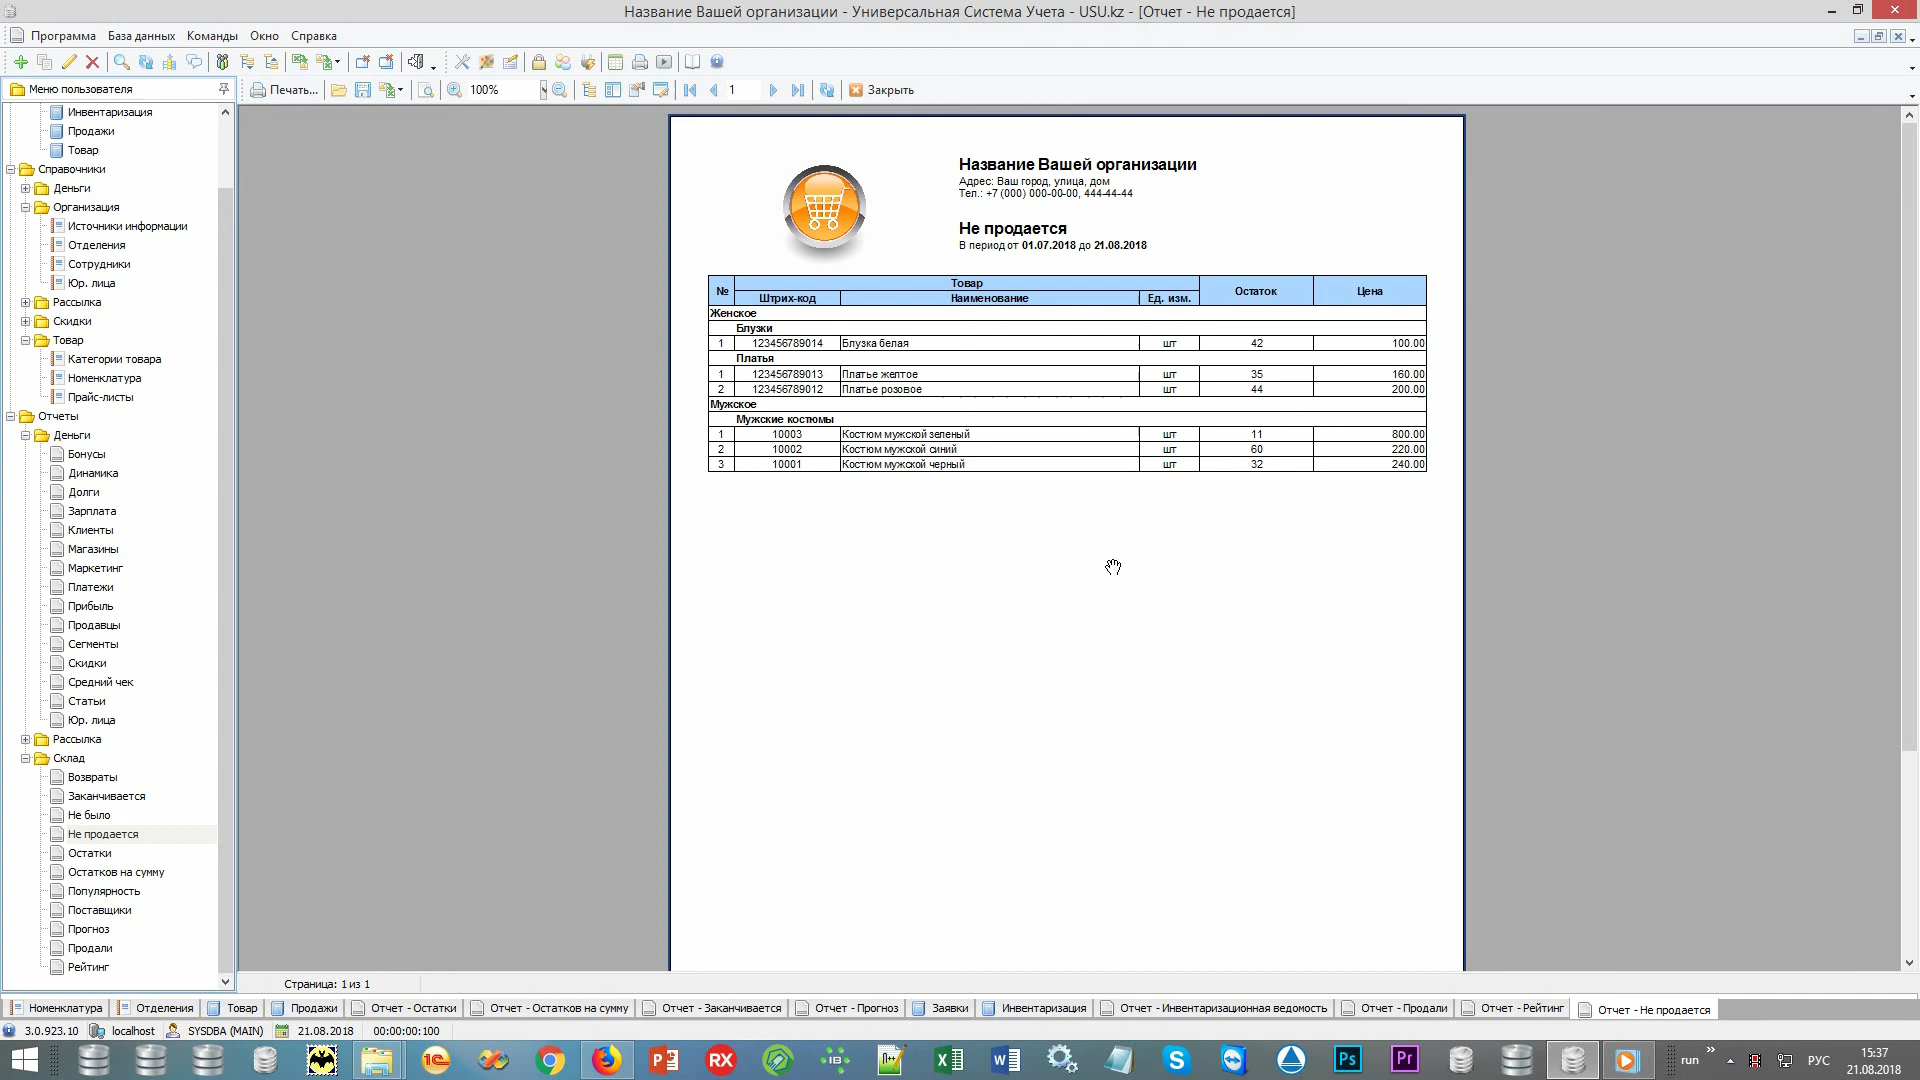 Название Вашей организации - Универсальная Система Учета - USU.kz - [Отчет - Не продается]
Программа База данных Команды Окно Справка
Меню пользователя
Печать...
100%
1
Закрыть
Инвентаризация
Продажи
Товар
Справочники
Деньги
Организация
Источники информации
Отделения
Сотрудники
Юр. лица
Рассылка
Скидки
Товар
Категории товара
Номенклатура
Прайс-листы
Отчеты
Деньги
Бонусы
Динамика
Долги
Зарплата
Клиенты
Магазины
Маркетинг
Платежи
Прибыль
Продавцы
Сегменты
Скидки
Средний чек
Статьи
Юр. лица
Рассылка
Склад
Возвраты
Заканчивается
Не было
Не продается
Остатки
Остатков на сумму
Популярность
Поставщики
Прогноз
Продали
Рейтинг
Название Вашей организации
Адрес: Ваш город, улица, дом
Тел.: +7 (000) 000-00-00, 444-44-44
Не продается
В период от 01.07.2018 до 21.08.2018
№ Товар Остаток Цена
Штрих-код Наименование Ед. изм.
Женское
Блузки
1 123456789014 Блузка белая шт 42 100.00
Платья
1 123456789013 Платье желтое шт 35 160.00
2 123456789012 Платье розовое шт 44 200.00
Мужское
Мужские костюмы
1 10003 Костюм мужской зеленый шт 11 800.00
2 10002 Костюм мужской синий шт 60 220.00
3 10001 Костюм мужской черный шт 32 240.00
Страница: 1 из 1
Номенклатура Отделения Товар Продажи Отчет - Остатки Отчет - Остатков на сумму Отчет - Заканчивается Отчет - Прогноз Заявки Инвентаризация Отчет - Инвентаризационная ведомость Отчет - Продали Отчет - Рейтинг Отчет - Не продается
3.0.923.10 localhost SYSDBA (MAIN) 21.08.2018 00:00:00:100
run
РУС
15:37
21.08.2018